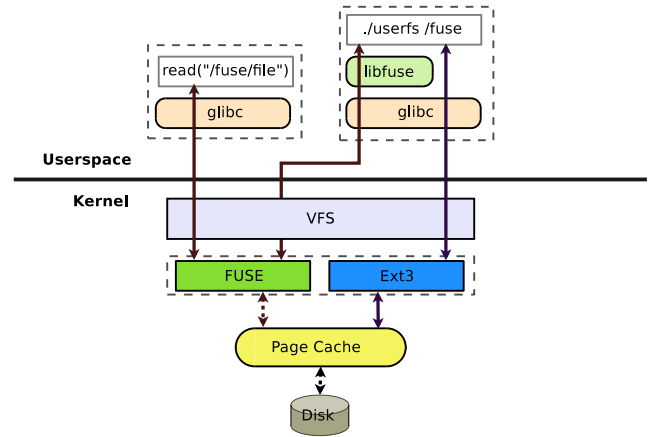 ./userfs /fuse
read("/fuse/file")
libfuse
glibc
glibc
Userspace
Kernel
VFS
FUSE
Ext3
Page Cache
Disk